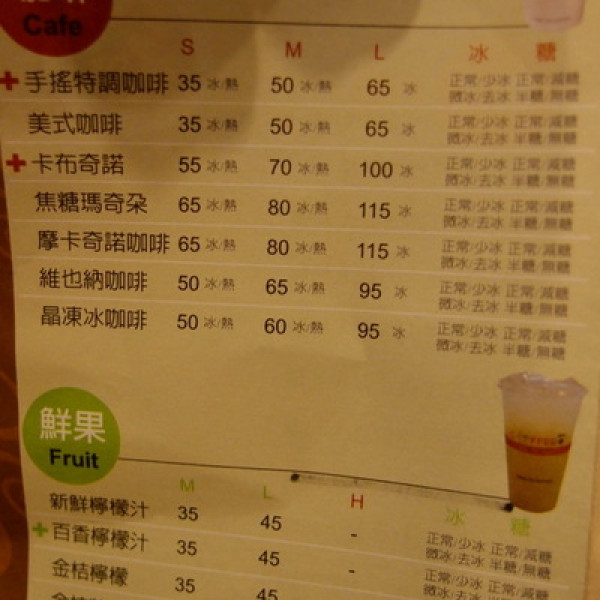 Cafe
S M L 冰 糖
+手搖特調咖啡 35 冰/熱 50 冰/熱 65 冰 正常/少冰 正常/減糖
微冰/去冰 半糖/無糖
美式咖啡 35 冰/熱 50 冰/熱 65 冰 正常/少冰 正常/減糖
微冰/去冰 半糖/無糖
+卡布奇諾 55 冰/熱 70 冰/熱 100 冰 正常/少冰 正常/減糖
微冰/去冰 半糖/無糖
焦糖瑪奇朵 65 冰/熱 80 冰/熱 115 冰 正常/少冰 正常/減糖
微冰/去冰 半糖/無糖
摩卡奇諾咖啡 65 冰/熱 80 冰/熱 115 冰 正常/少冰 正常/減糖
微冰/去冰 半糖/無糖
維也納咖啡 50 冰/熱 65 冰/熱 95 冰 正常/少冰 正常/減糖
微冰/去冰 半糖/無糖
晶凍冰咖啡 50 冰/熱 60 冰/熱 95 冰 正常/少冰 正常/減糖
微冰/去冰 半糖/無糖
鮮果
Fruit
M L H 冰 糖
新鮮檸檬汁 35 45 - 正常/少冰 正常/減糖
微冰/去冰 半糖/無糖
+百香檸檬汁 35 45 - 正常/少冰 正常/減糖
微冰/去冰 半糖/無糖
金桔檸檬 35 45